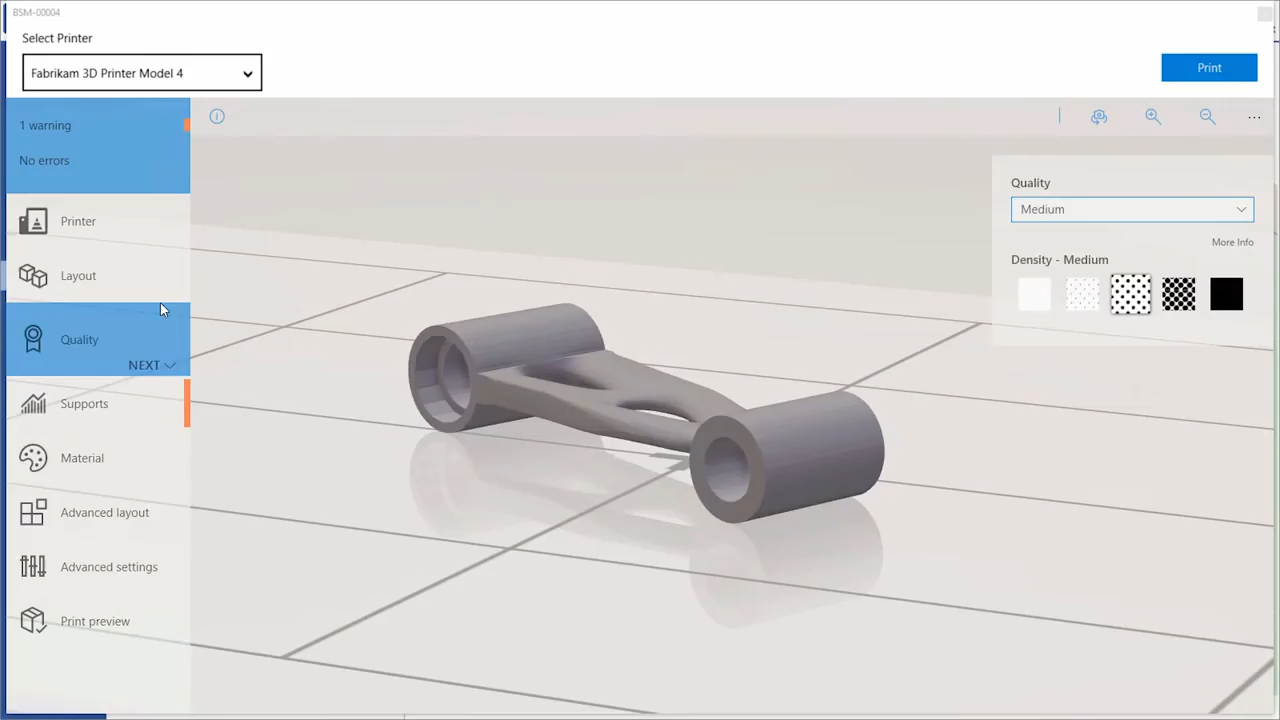 BSM-00004
Select Printer
Fabrikam 3D Printer Model 4
Print
1 warning
No errors
Printer
Layout
Quality
NEXT
Supports
Material
Advanced layout
Advanced settings
Print preview
Quality
Medium
More Info
Density - Medium